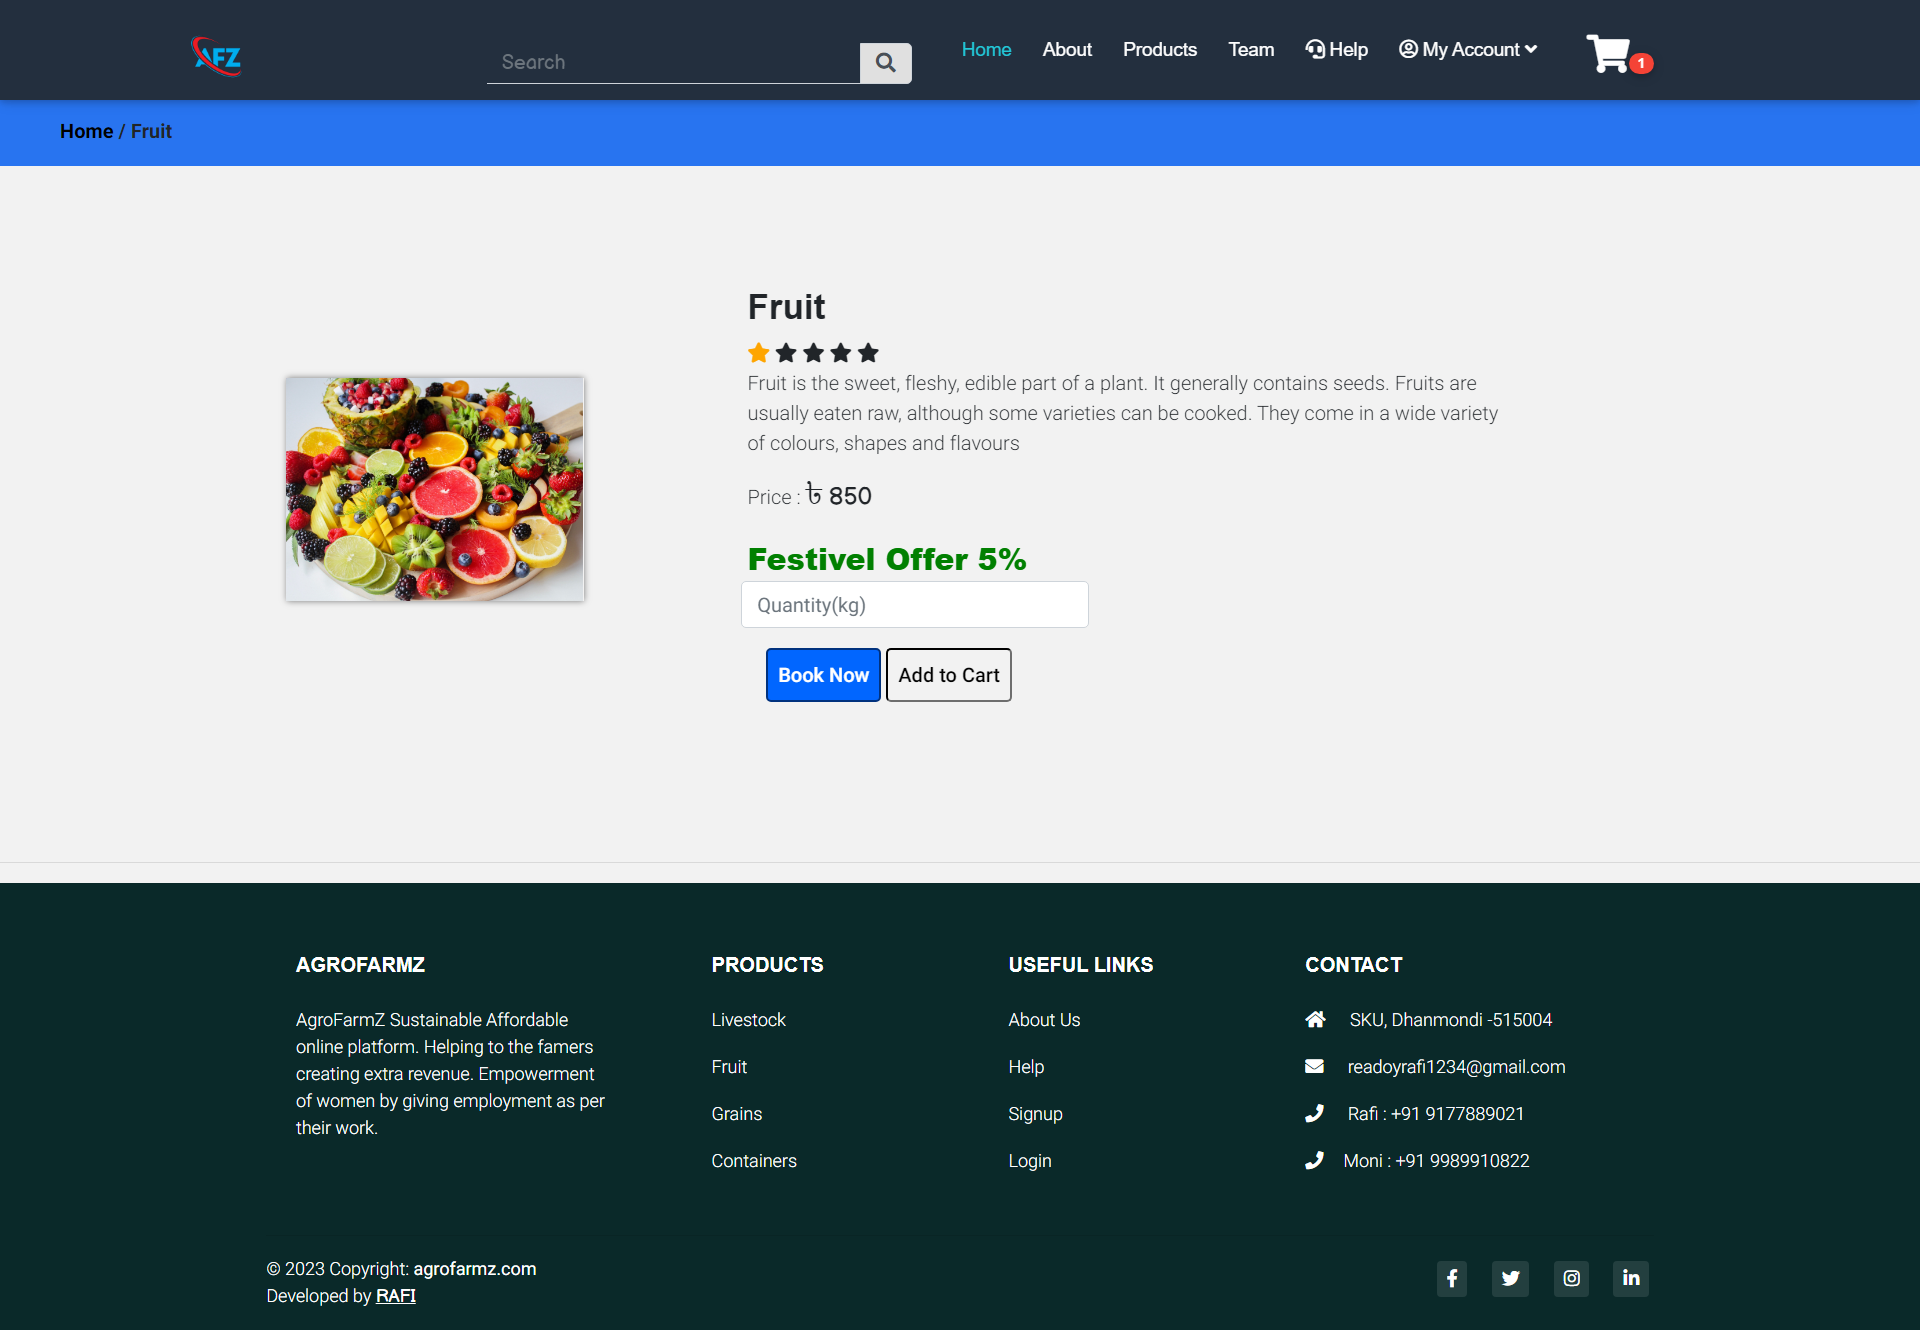 AFZ
Search
Home
About
Products
Team
Help
My Account
1
Home / Fruit
Fruit
Fruit is the sweet, fleshy, edible part of a plant. It generally contains seeds. Fruits are
usually eaten raw, although some varieties can be cooked. They come in a wide variety
of colours, shapes and flavours
Price : ৳ 850
Festivel Offer 5%
Quantity(kg)
Book Now
Add to Cart
AGROFARMZ
AgroFarmZ Sustainable Affordable
online platform. Helping to the famers
creating extra revenue. Empowerment
of women by giving employment as per
their work.
PRODUCTS
Livestock
Fruit
Grains
Containers
USEFUL LINKS
About Us
Help
Signup
Login
CONTACT
SKU, Dhanmondi -515004
readoyrafi1234@gmail.com
Rafi : +91 9177889021
Moni : +91 9989910822
© 2023 Copyright: agrofarmz.com
Developed by RAFI